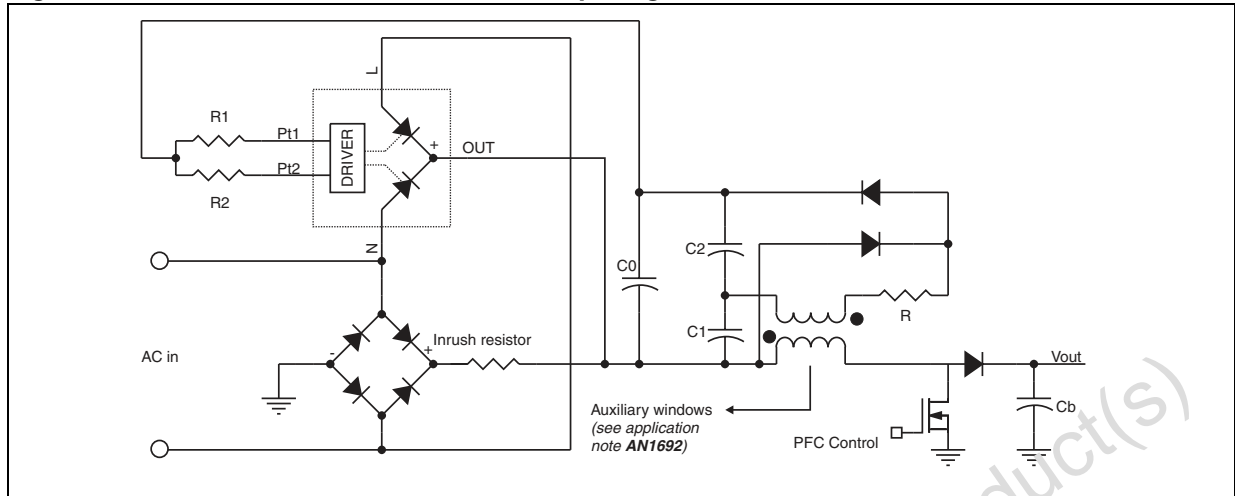 L
R1
Pt1
DRIVER
+
OUT
Pt2
R2
N
C2
C0
R
C1
AC in
-
+
Inrush resistor
Vout
Auxiliary windows
(see application
note AN1692)
PFC Control
Cb
duct(s)